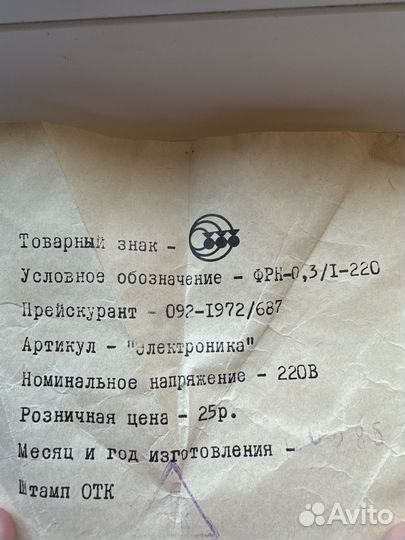 Товарный знак -
Условное обозначение - ФРН-0,3/I-220
Прейскурант - 092-I972/687
Артикул - "Электроника"
Номинальное напряжение - 220В
Розничная цена - 25р.
Месяц и год изготовления -
Штамп ОТК
Avito